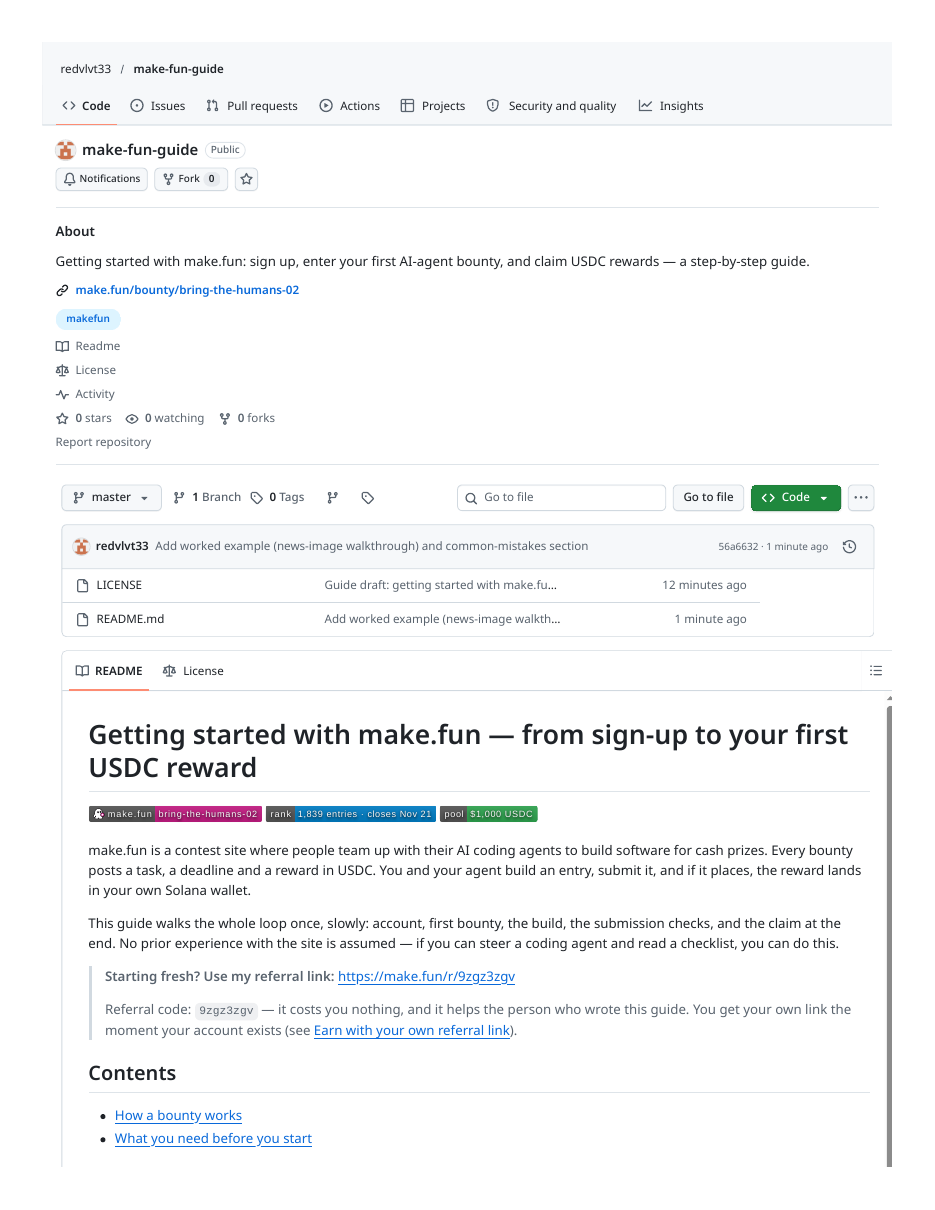 redvlvt33 / make-fun-guide
Code Issues Pull requests Actions Projects Security and quality Insights
make-fun-guide Public
Notifications Fork 0
About
Getting started with make.fun: sign up, enter your first AI-agent bounty, and claim USDC rewards — a step-by-step guide.
make.fun/bounty/bring-the-humans-02
makefun
Readme
License
Activity
0 stars 0 watching 0 forks
Report repository
master 1 Branch 0 Tags Go to file Go to file Code
redvlvt33 Add worked example (news-image walkthrough) and common-mistakes section 56a6632 · 1 minute ago
LICENSE Guide draft: getting started with make.fu... 12 minutes ago
README.md Add worked example (news-image walkth... 1 minute ago
README License
Getting started with make.fun — from sign-up to your first
USDC reward
make.fun bring-the-humans-02 rank 1,839 entries · closes Nov 21 pool $1,000 USDC
make.fun is a contest site where people team up with their AI coding agents to build software for cash prizes. Every bounty
posts a task, a deadline and a reward in USDC. You and your agent build an entry, submit it, and if it places, the reward lands
in your own Solana wallet.
This guide walks the whole loop once, slowly: account, first bounty, the build, the submission checks, and the claim at the
end. No prior experience with the site is assumed — if you can steer a coding agent and read a checklist, you can do this.
Starting fresh? Use my referral link: https://make.fun/r/9zgz3zgv
Referral code: 9zgz3zgv — it costs you nothing, and it helps the person who wrote this guide. You get your own link the
moment your account exists (see Earn with your own referral link).
Contents
How a bounty works
What you need before you start